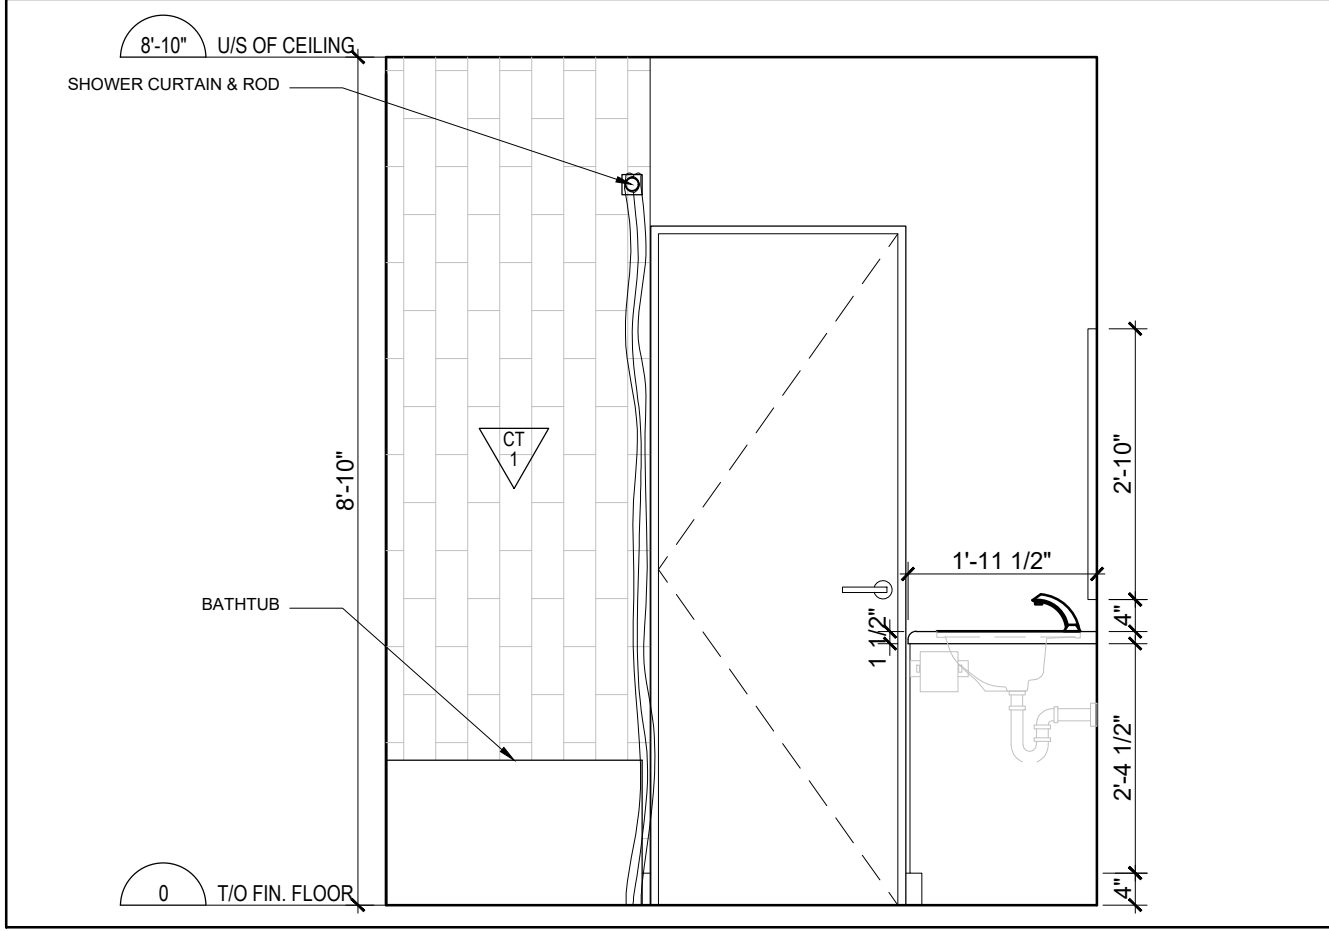 8'-10" U/S OF CEILING
SHOWER CURTAIN & ROD
8'-10"
CT
1
2'-10"
1'-11 1/2"
4"
1 1/2"
BATHTUB
2'-4 1/2"
4"
0 T/O FIN. FLOOR